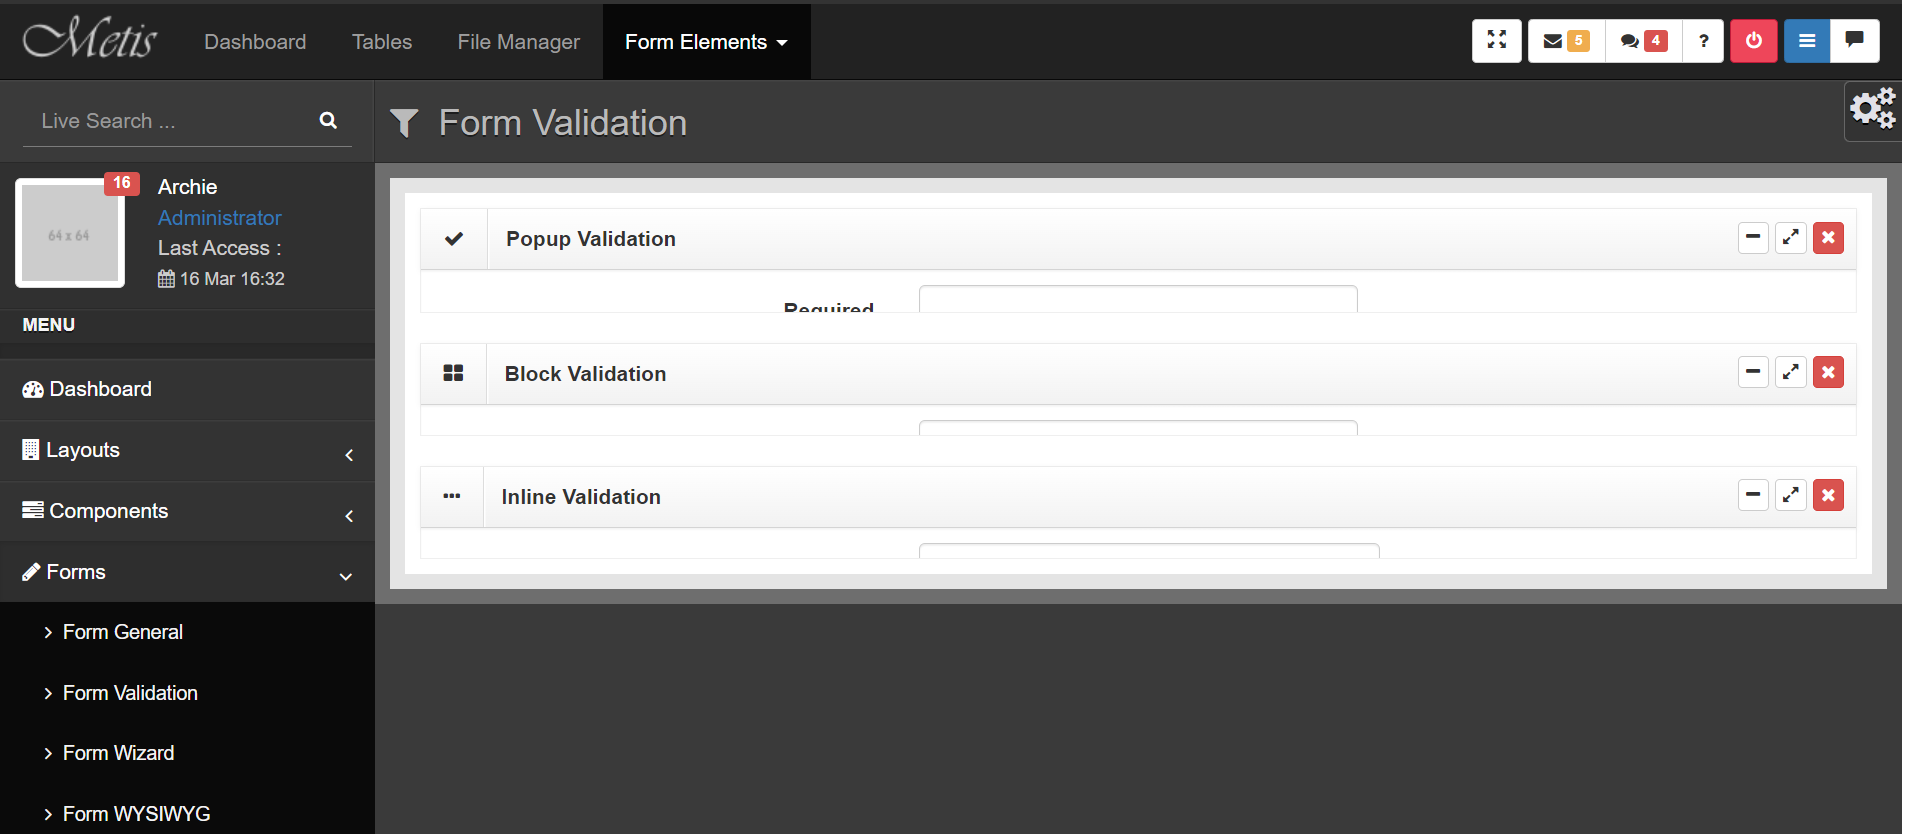 Metis
Dashboard
Tables
File Manager
Form Elements
5
4
?
Live Search ...
Form Validation
64 x 64
16
Archie
Administrator
Last Access :
16 Mar 16:32
MENU
Dashboard
Layouts
Components
Forms
Form General
Form Validation
Form Wizard
Form WYSIWYG
Popup Validation
Required
Block Validation
Inline Validation